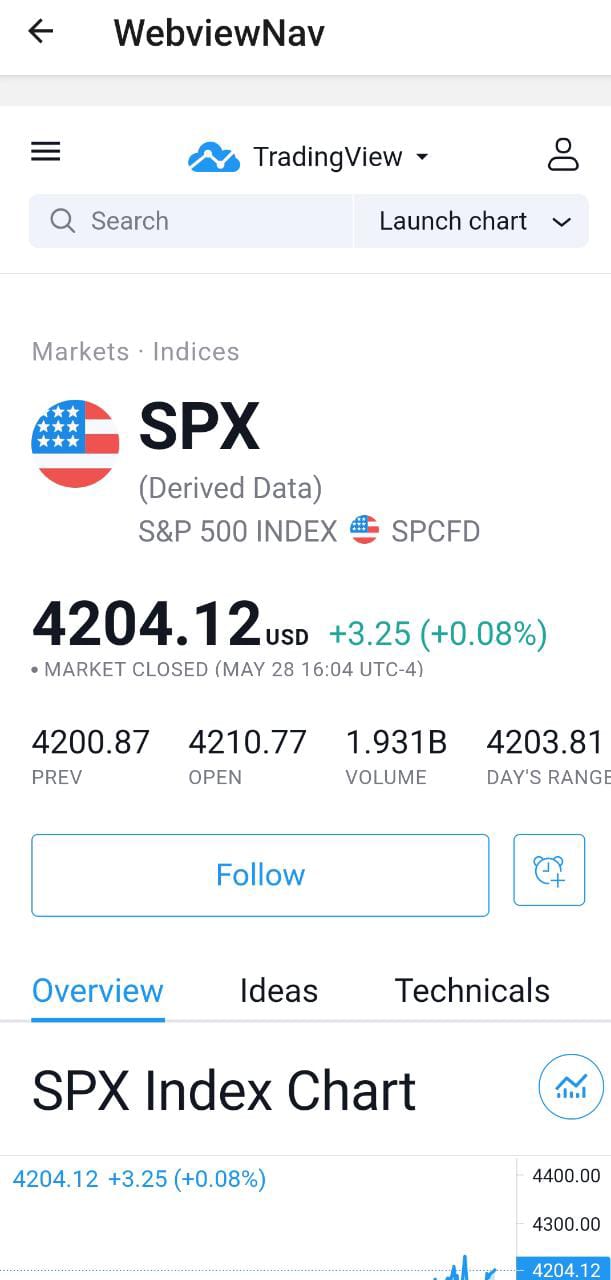 WebviewNav
TradingView
Search
Launch chart
Markets · Indices
SPX
(Derived Data)
S&P 500 INDEX SPCFD
4204.12 USD +3.25 (+0.08%)
• MARKET CLOSED (MAY 28 16:04 UTC-4)
4200.87 4210.77 1.931B 4203.81
PREV OPEN VOLUME DAY'S RANGE
Follow
Overview Ideas Technicals
SPX Index Chart
4204.12 +3.25 (+0.08%)
4400.00
4300.00
4204.12